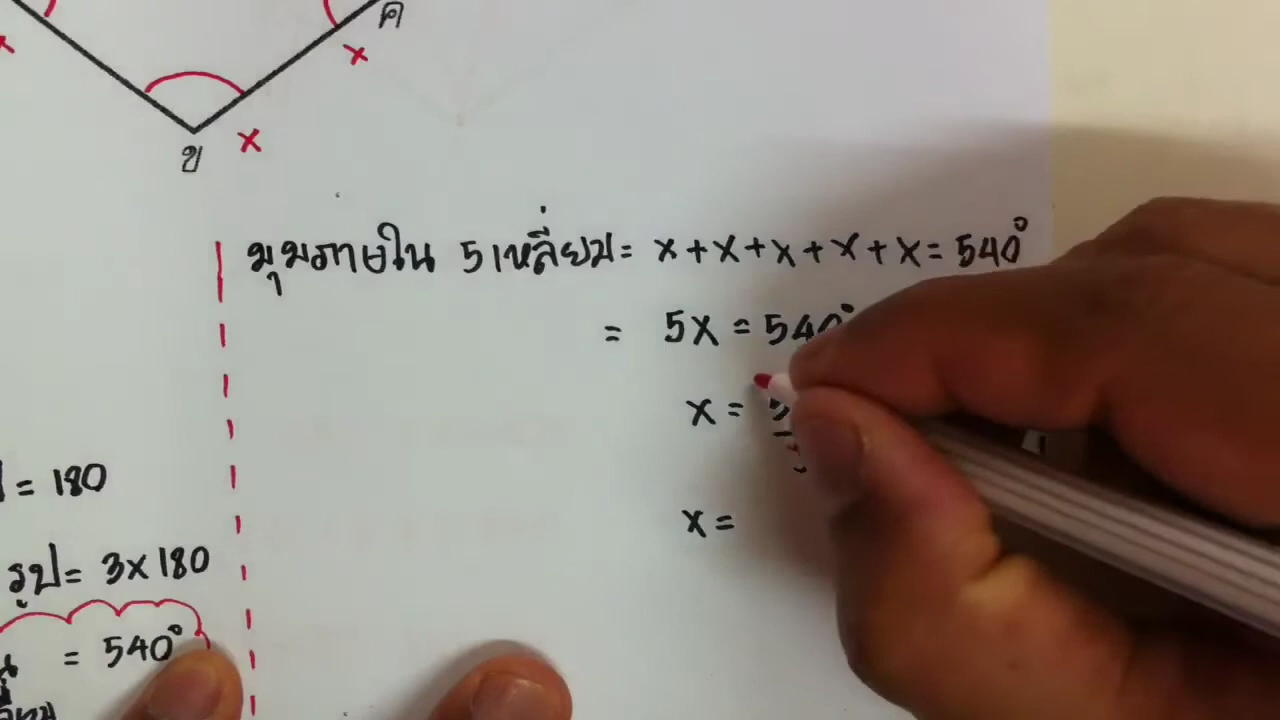 ค
x
x
x
ข
มุมภายใน 5 เหลี่ยม = x + x + x + x + x = 540°
= 5x = 540°
x = 5
x =
= 180
รูป = 3 x 180
= 540°